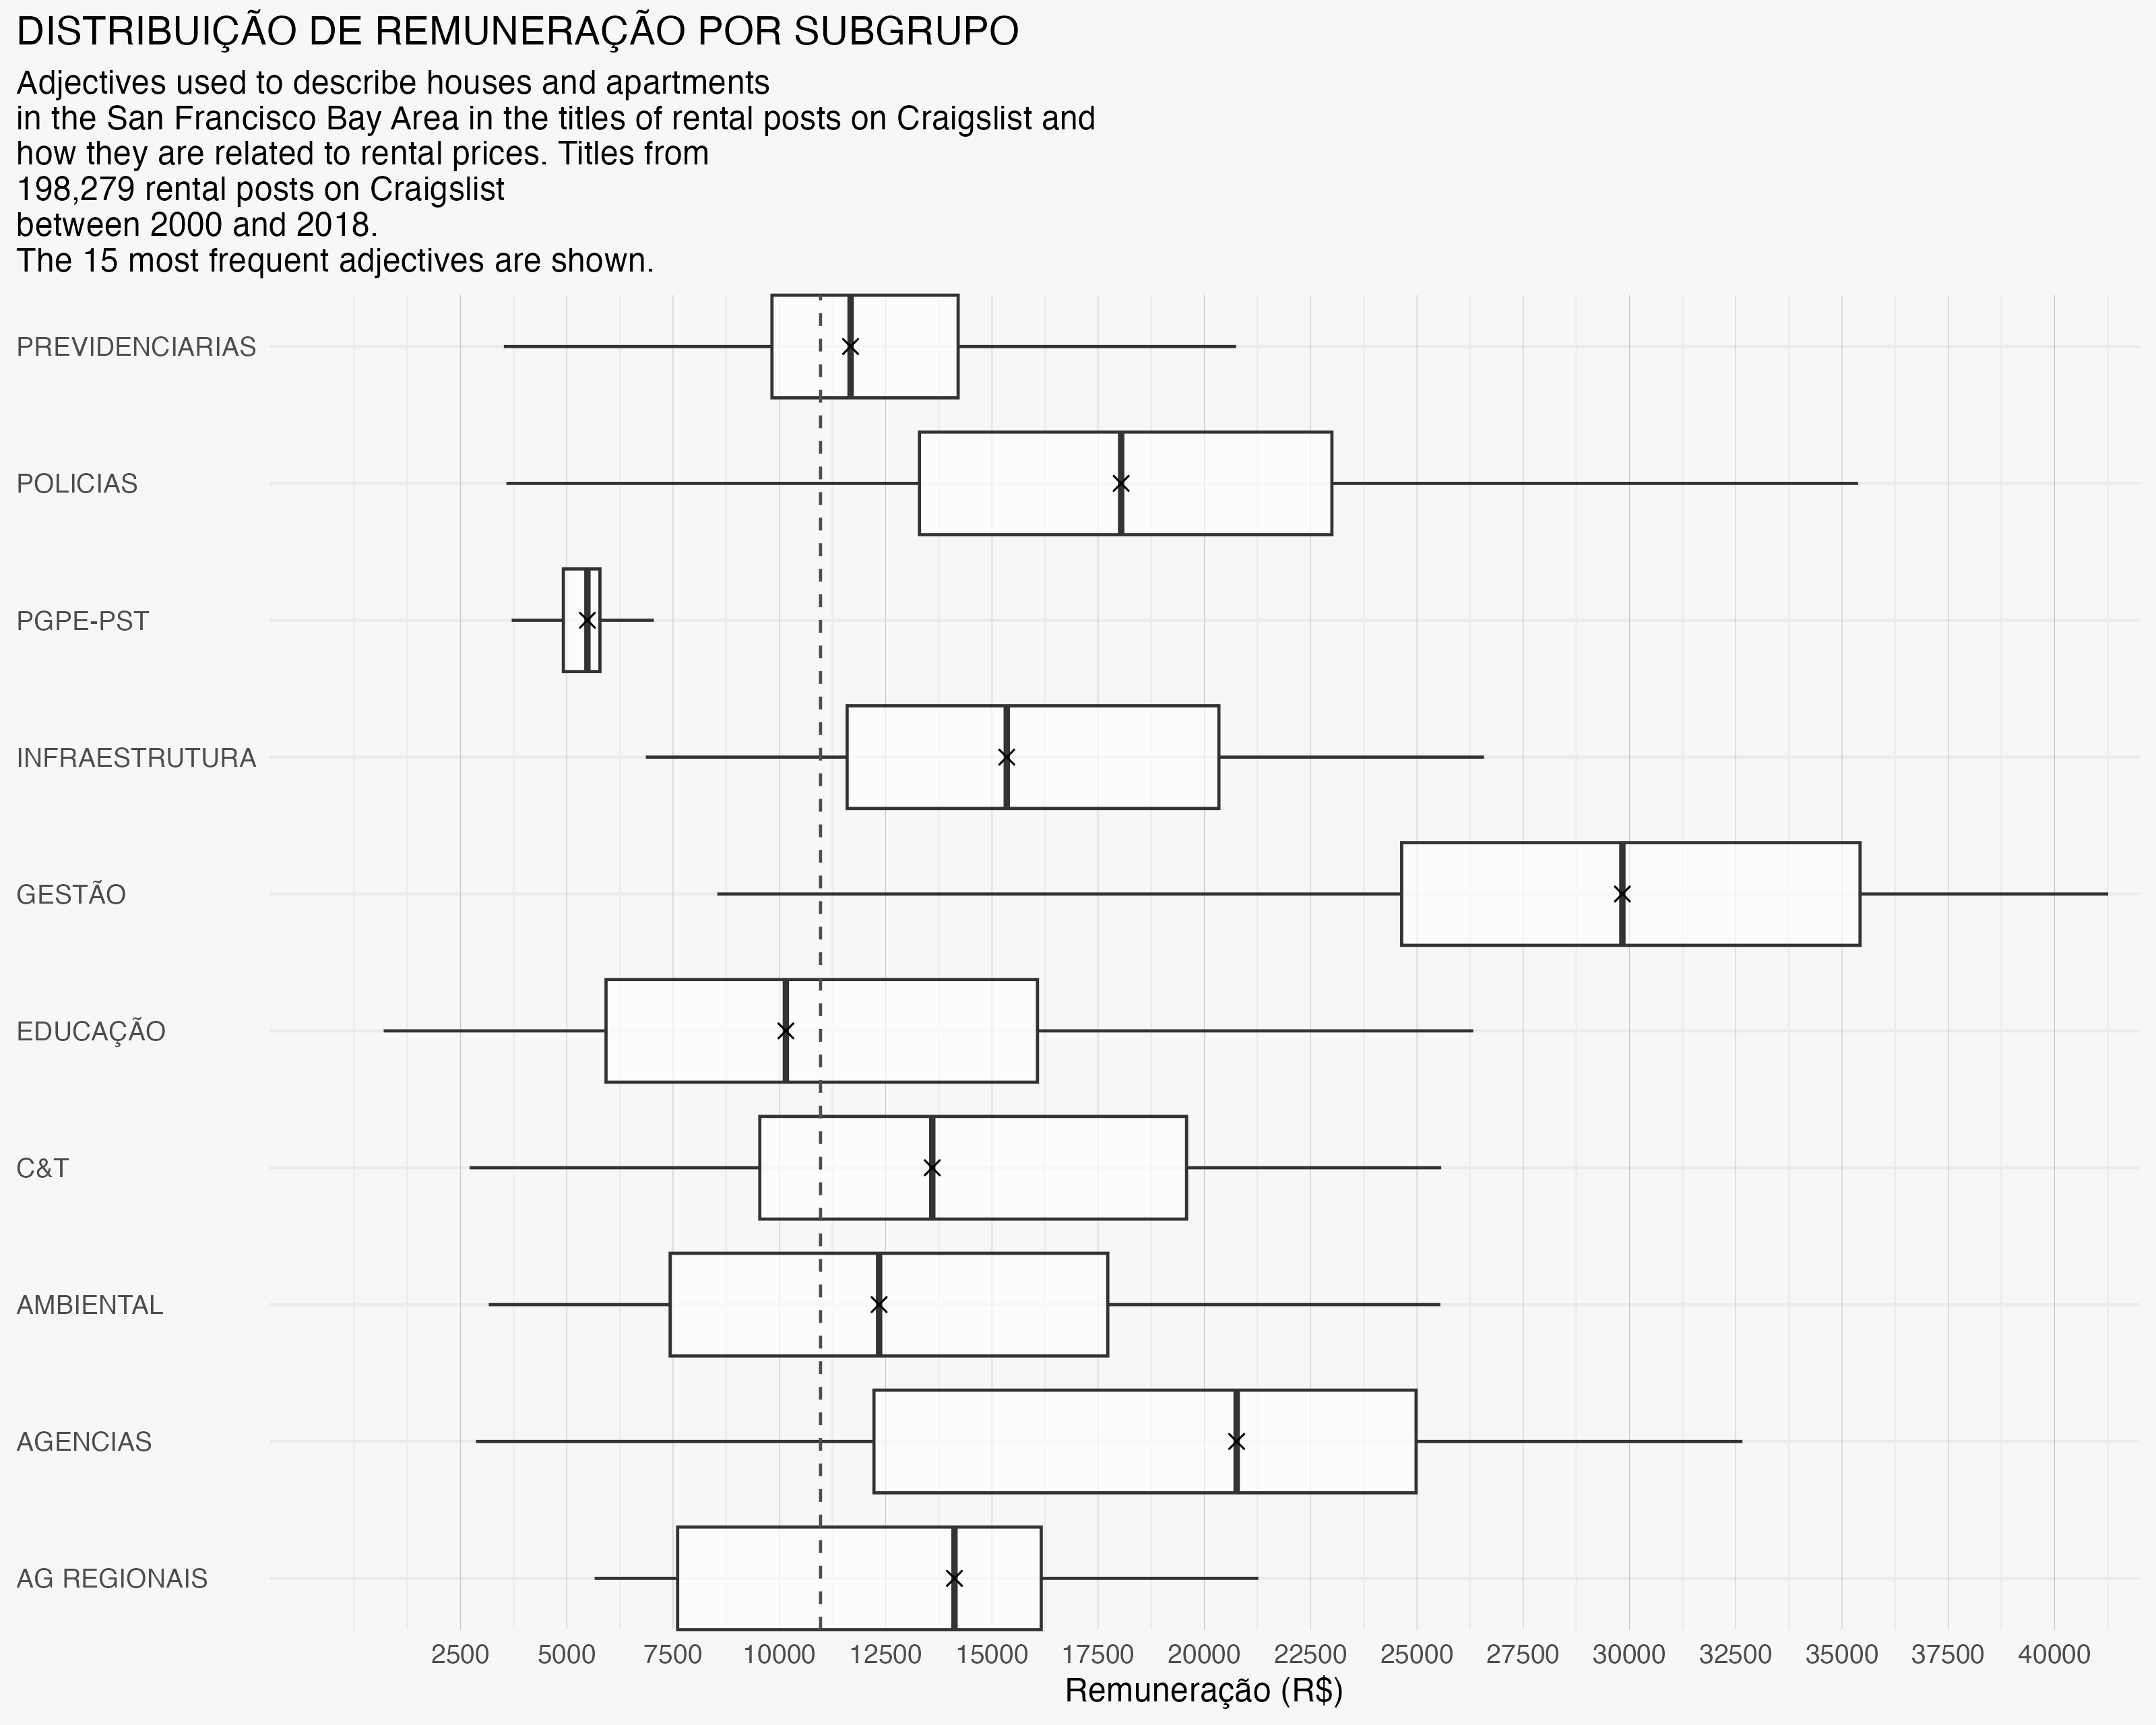 DISTRIBUIÇÃO DE REMUNERAÇÃO POR SUBGRUPO
Adjectives used to describe houses and apartments
in the San Francisco Bay Area in the titles of rental posts on Craigslist and
how they are related to rental prices. Titles from
198,279 rental posts on Craigslist
between 2000 and 2018.
The 15 most frequent adjectives are shown.
PREVIDENCIARIAS
POLICIAS
PGPE-PST
INFRAESTRUTURA
GESTÃO
EDUCAÇÃO
C&T
AMBIENTAL
AGENCIAS
AG REGIONAIS
2500 5000 7500 10000 12500 15000 17500 20000 22500 25000 27500 30000 32500 35000 37500 40000
Remuneração (R$)